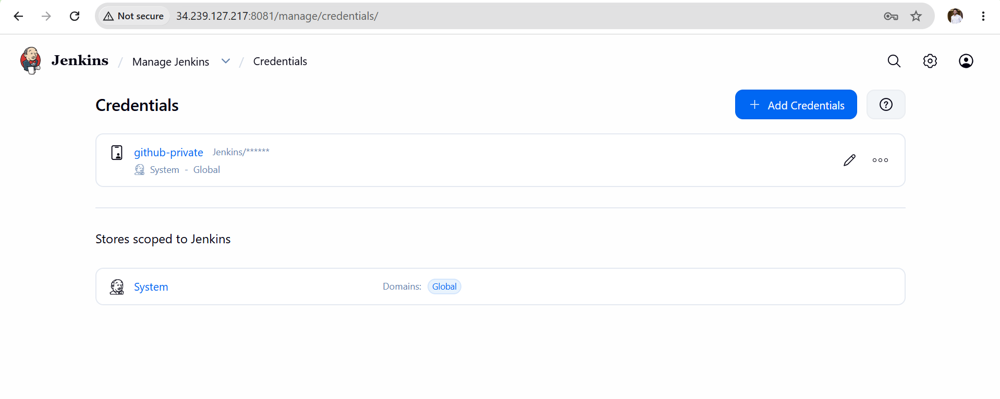 Not secure 34.239.127.217:8081/manage/credentials/
Jenkins / Manage Jenkins / Credentials
Credentials
+ Add Credentials
github-private Jenkins/******
System - Global
Stores scoped to Jenkins
System Domains: Global